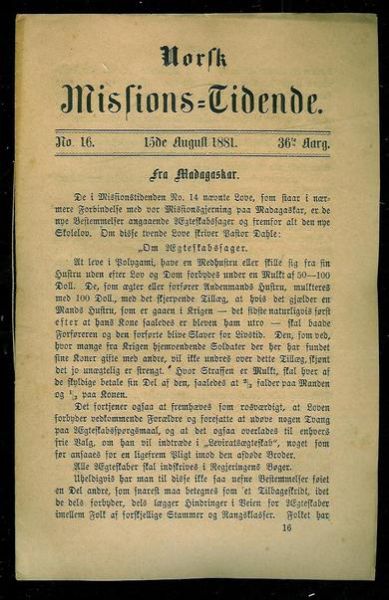 Norsk
Missions-Tidende.
No. 16. 15de August 1881. 36te Aarg.
Fra Madagaskar.
De i Missionstidenden No. 14 nævnte Love, som staar i nær-
mere Forbindelse med vor Missionsgjerning paa Madagaskar, er de
nye Bestemmelser angaaende Ægteskabssager og fremfor alt den nye
Skolelov. Om disse tvende Love skriver Pastor Dahle:
„Om Ægteskabssager.
At leve i Polygami, have en Medhustru eller skille sig fra sin
Hustru uden efter Lov og Dom forbydes under en Mulkt af 50—100
Doll. De, som ægter eller forfører Andenmands Hustru, mulkteres
med 100 Doll., med det skjerpende Tillæg, at hvis det gjælder en
Mands Hustru, som er gaaen i Krigen — det sidste naturligvis først
efter at hans Kone saaledes er bleven ham utro — skal baade
Forføreren og den forførte blive Slaver for Livstid. Den, som ved,
hvor mange fra Krigen hjemvendende Soldater der her har fundet
sine Koner gifte med andre, vil ikke undres over dette Tillæg, skjønt
det jo unægtelig er strengt. Hvor Straffen er Mulkt, skal hver af
de skyldige betale sin Del af den, saaledes at ⅔ falder paa Manden
og ⅓ paa Konen.
Det fortjener ogsaa at fremhæves som rosværdigt, at Loven
forbyder vedkommende Forældre og foresatte at udøve nogen Tvang
paa Ægteskabsspørgsmaal, og at det ogsaa overlades til enhvers
frie Valg, om han vil indtræde i „Leviratsægteskab“, noget som
før ansaaes for en ligefrem Pligt imod den afdøde Broder.
Alle Ægteskaber skal indskrives i Regjeringens Bøger.
Uheldigvis har man til disse ikke saa uefne Bestemmelser føiet
en Del andre, som snarest maa betegnes som et Tilbageskridt, idet
de dels forbyder, dels lægger Hindringer i Veien for Ægteskaber
imellem Folk af forskjellige Stammer og Rangsklasser. Folket har
16